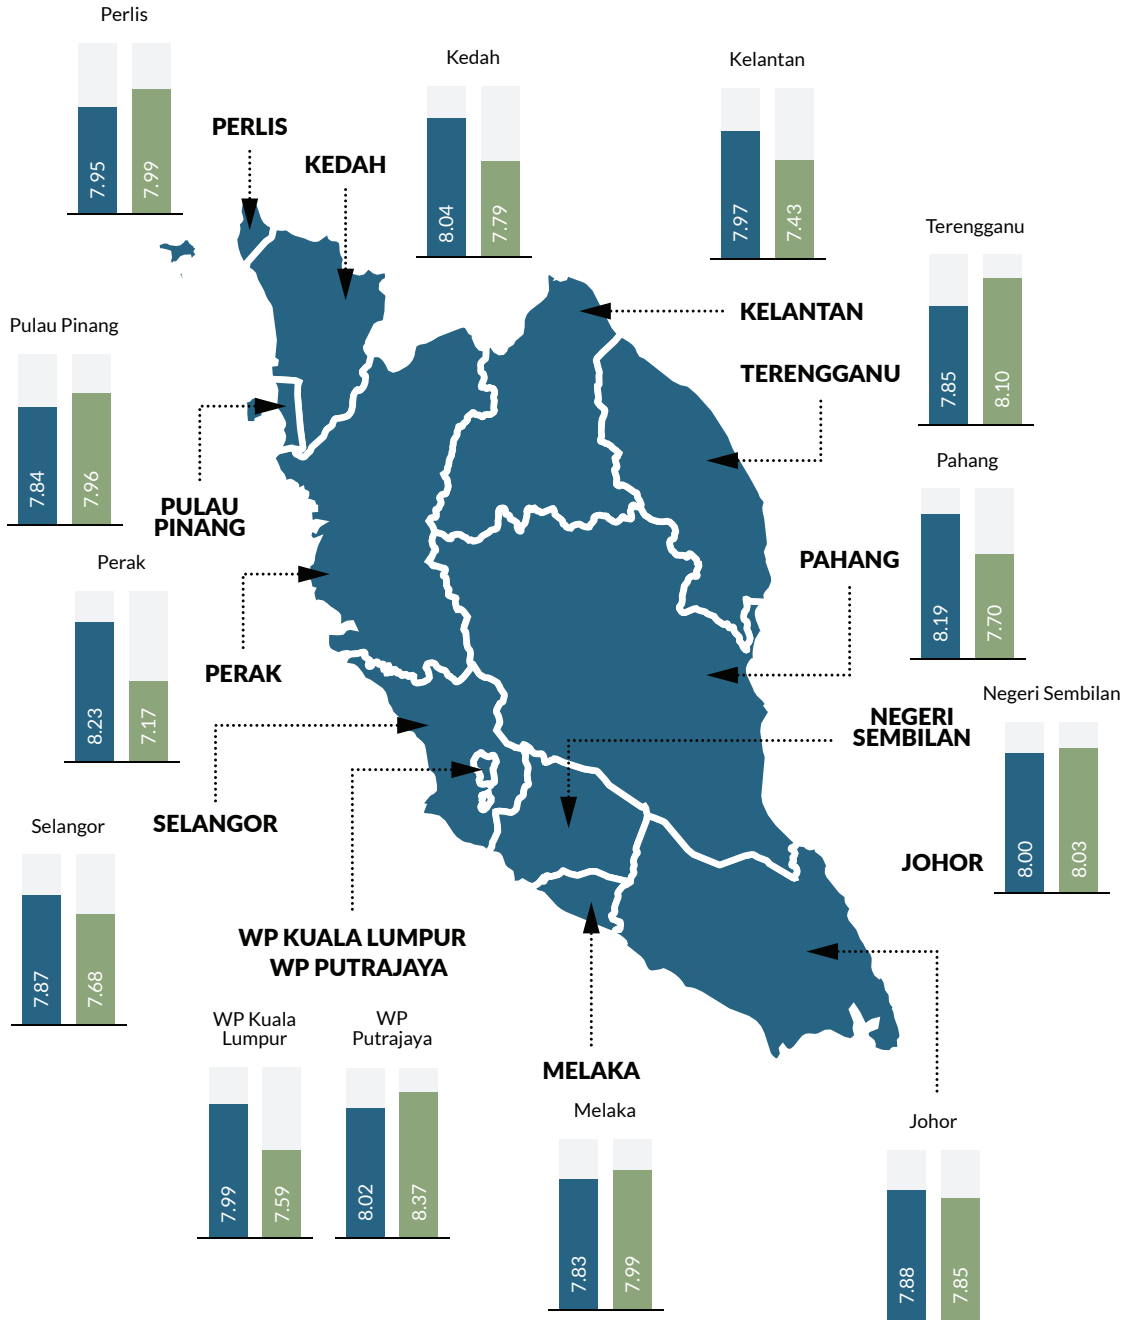 Perlis
7.95
7.99
PERLIS
KEDAH
Kedah
8.04
7.79
Kelantan
7.97
7.43
Terengganu
7.85
8.10
KELANTAN
TERENGGANU
Pulau Pinang
7.84
7.96
PULAU
PINANG
Pahang
8.19
7.70
PAHANG
Perak
8.23
7.17
PERAK
NEGERI
SEMBILAN
Negeri Sembilan
8.00
8.03
JOHOR
Selangor
7.87
7.68
SELANGOR
WP KUALA LUMPUR
WP PUTRAJAYA
WP Kuala
Lumpur
7.99
7.59
WP
Putrajaya
8.02
8.37
MELAKA
Melaka
7.83
7.99
Johor
7.88
7.85